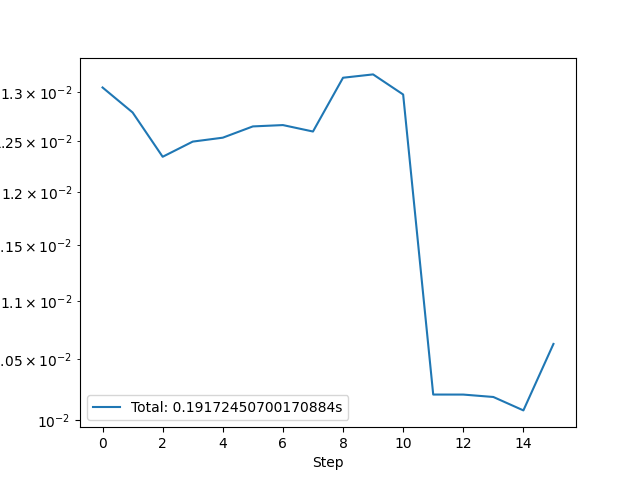 1.3 × 10⁻²
.25 × 10⁻²
1.2 × 10⁻²
.15 × 10⁻²
1.1 × 10⁻²
.05 × 10⁻²
10⁻²
Total: 0.19172450700170884s
0 2 4 6 8 10 12 14
Step